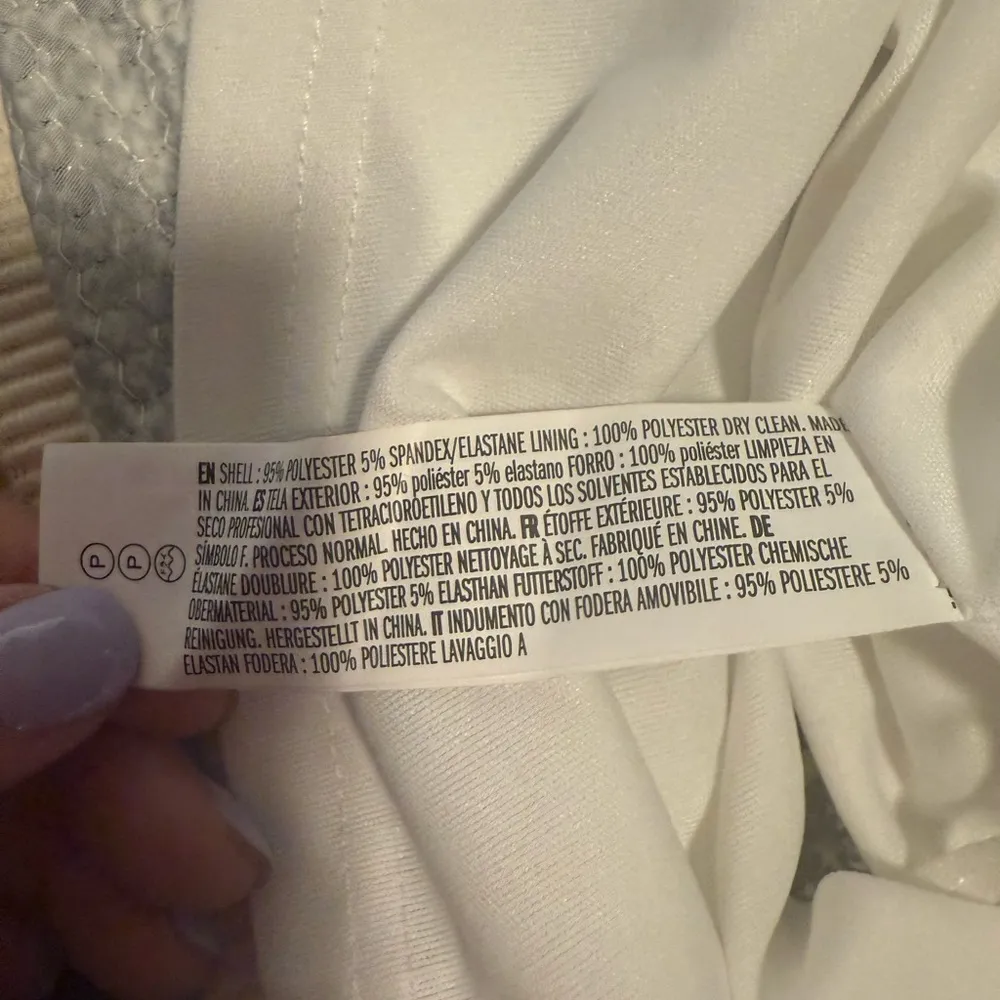 EN SHELL : 95% POLYESTER 5% SPANDEX/ELASTANE LINING : 100% POLYESTER DRY CLEAN. MADE
IN CHINA. ES TELA EXTERIOR : 95% poliéster 5% elastano FORRO : 100% poliéster LIMPIEZA EN
SECO PROFESIONAL CON TETRACIOROETILENO Y TODOS LOS SOLVENTES ESTABLECIDOS PARA EL
SÍMBOLO F. PROCESO NORMAL. HECHO EN CHINA. FR ÉTOFFE EXTÉRIEURE : 95% POLYESTER 5%
ÉLASTANE DOUBLURE : 100% POLYESTER NETTOYAGE À SEC. FABRIQUÉ EN CHINE. DE
OBERMATERIAL : 95% POLYESTER 5% ELASTHAN FUTTERSTOFF : 100% POLYESTER CHEMISCHE
REINIGUNG. HERGESTELLT IN CHINA. IT INDUMENTO CON FODERA AMOVIBILE : 95% POLIESTERE 5%
ELASTAN FODERA : 100% POLIESTERE LAVAGGIO A
P P